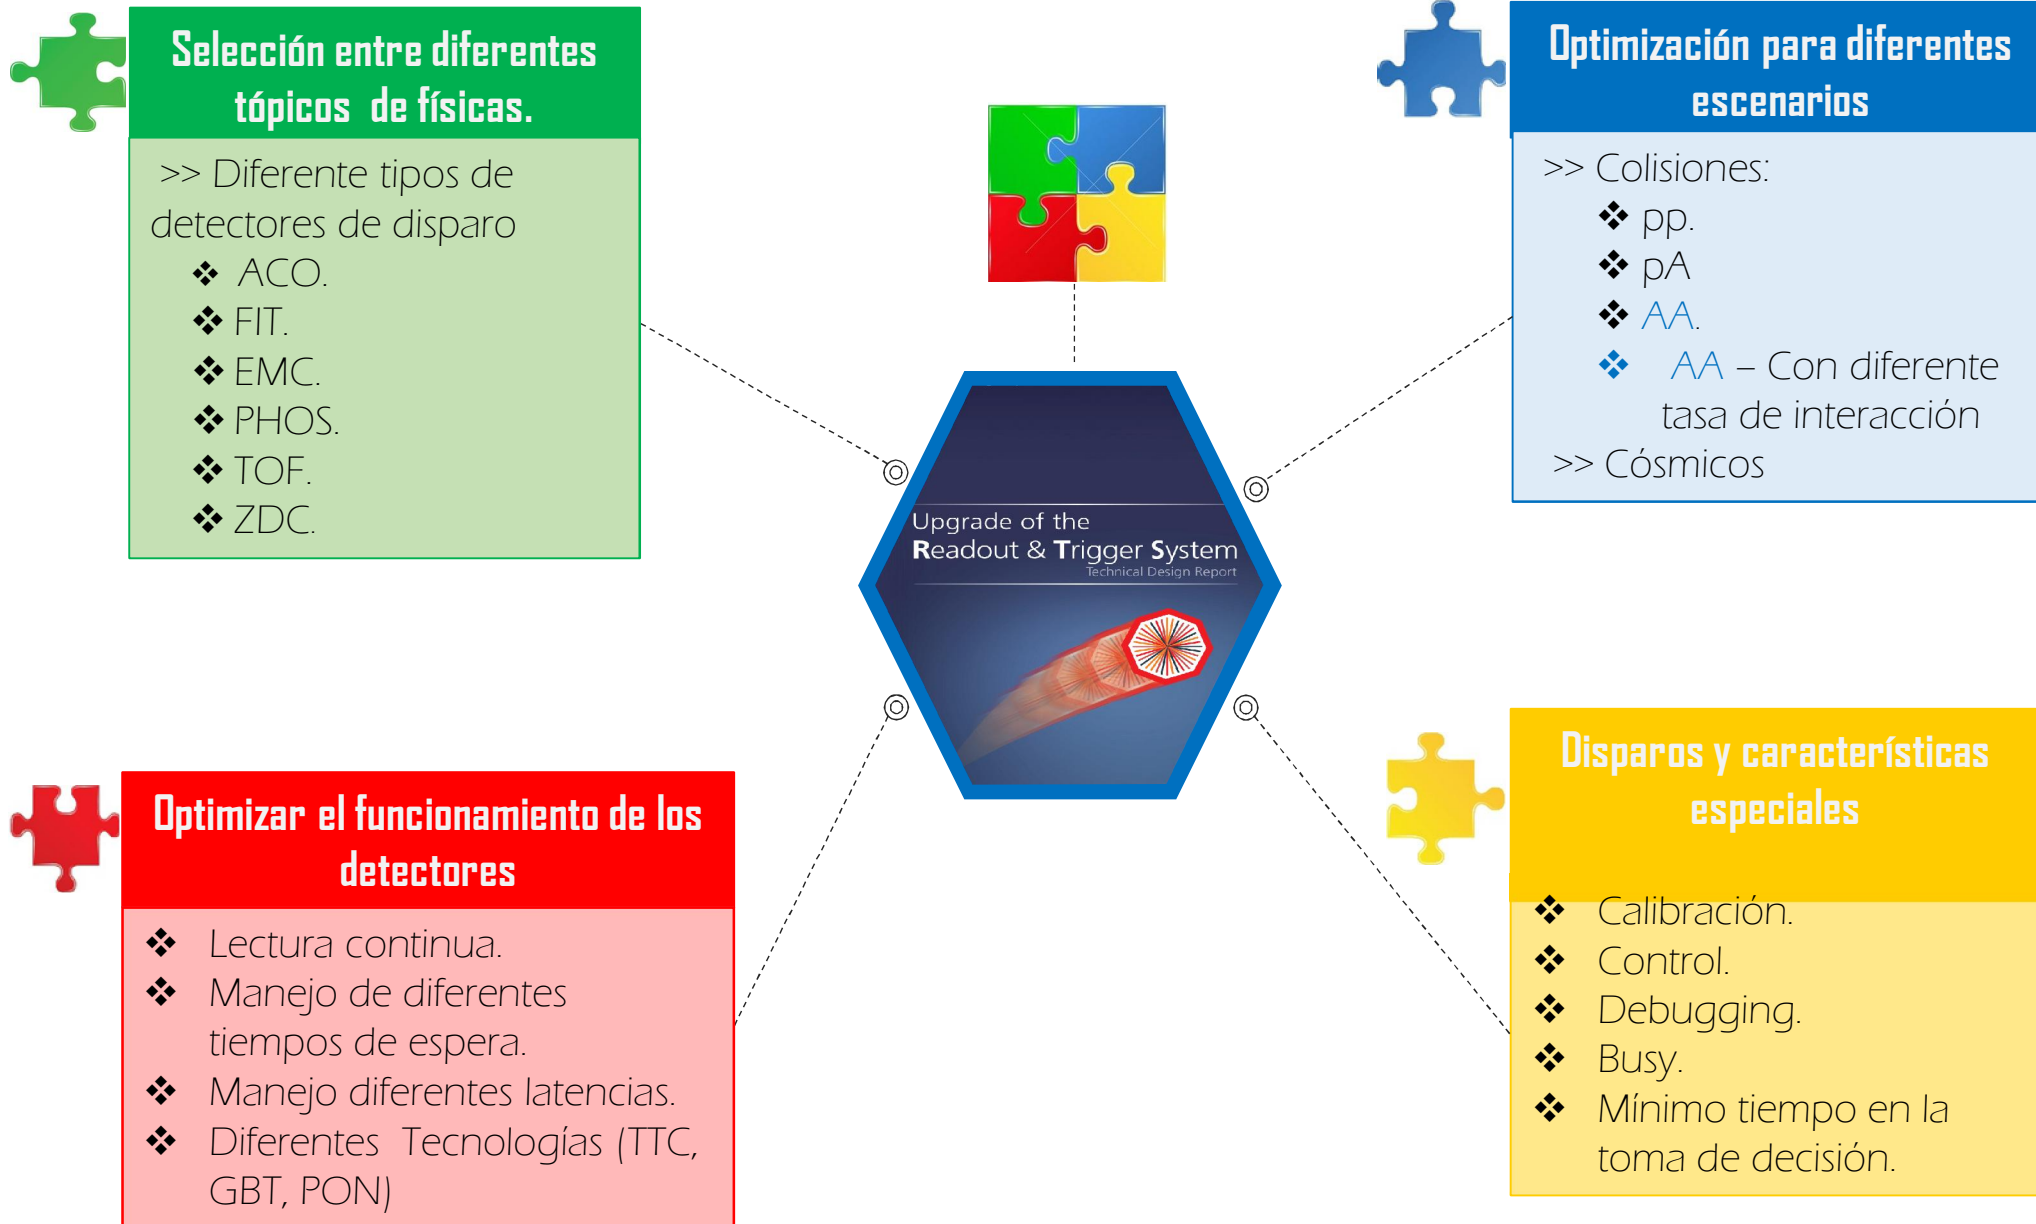 Selección entre diferentes
tópicos de físicas.
>> Diferente tipos de
detectores de disparo
❖ ACO.
❖ FIT.
❖ EMC.
❖ PHOS.
❖ TOF.
❖ ZDC.
Optimización para diferentes
escenarios
>> Colisiones:
❖ pp.
❖ pA
❖ AA.
❖ AA – Con diferente
tasa de interacción
>> Cósmicos
Upgrade of the
Readout & Trigger System
Technical Design Report
Optimizar el funcionamiento de los
detectores
❖ Lectura continua.
❖ Manejo de diferentes
tiempos de espera.
❖ Manejo diferentes latencias.
❖ Diferentes Tecnologías (TTC,
GBT, PON)
Disparos y características
especiales
❖ Calibración.
❖ Control.
❖ Debugging.
❖ Busy.
❖ Mínimo tiempo en la
toma de decisión.